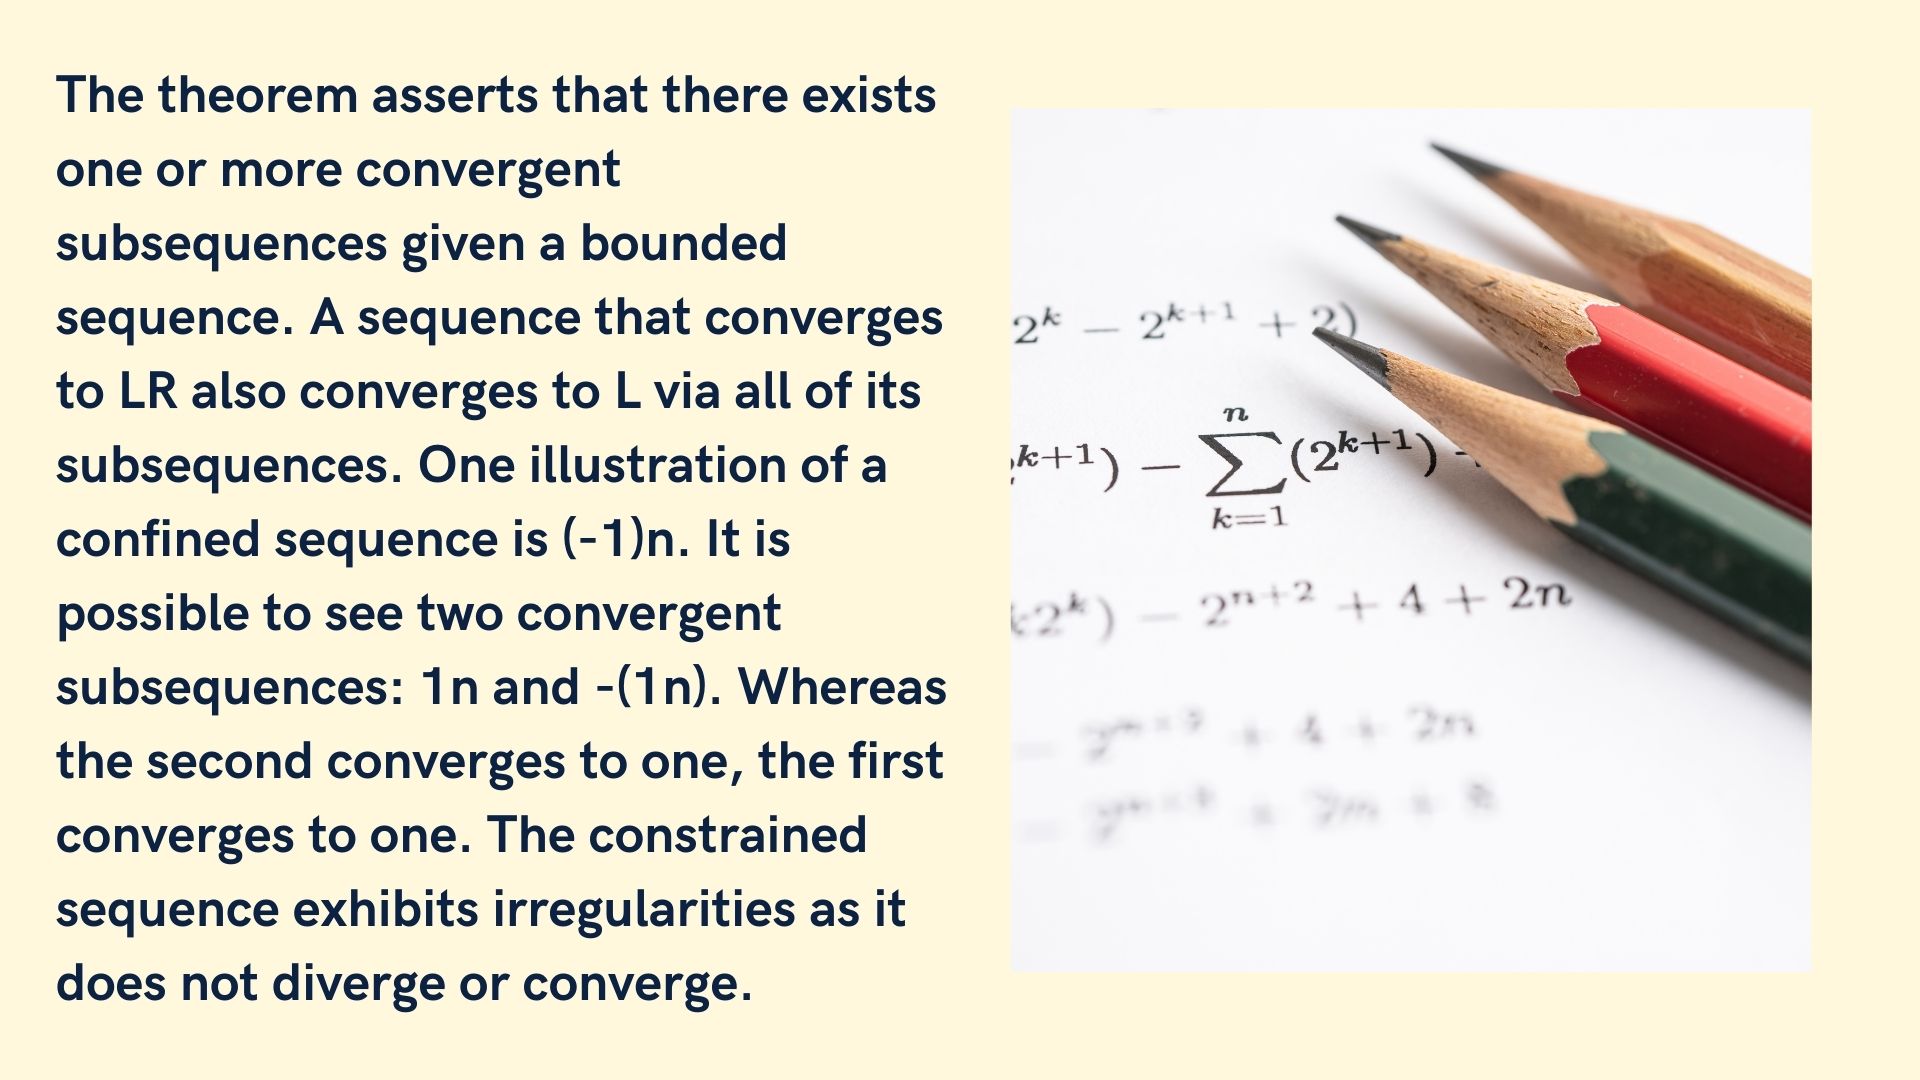 The theorem asserts that there exists
one or more convergent
subsequences given a bounded
sequence. A sequence that converges
to LR also converges to L via all of its
subsequences. One illustration of a
confined sequence is (-1)n. It is
possible to see two convergent
subsequences: 1n and -(1n). Whereas
the second converges to one, the first
converges to one. The constrained
sequence exhibits irregularities as it
does not diverge or converge.
2^k − 2^{k+1} + 2)
^{k+1}) − \sum_{k=1}^{n}(2^{k+1})
2^k) − 2^{n+2} + 4 + 2n
+ 4 + 2n